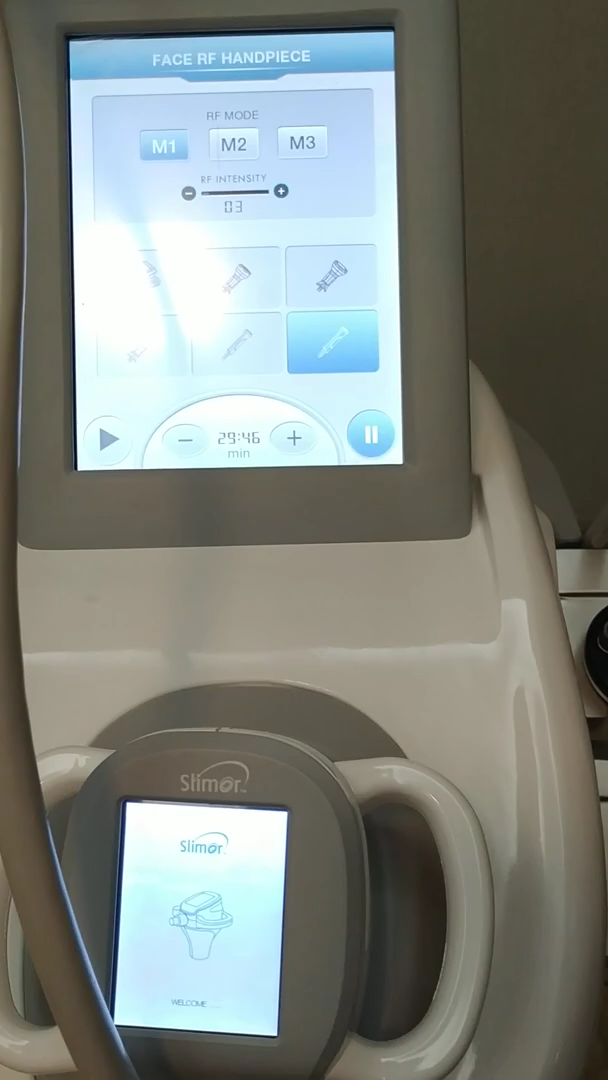 FACE RF HANDPIECE
RF MODE
M1 M2 M3
RF INTENSITY
03
29:46
min
Slimor
Slimor
WELCOME